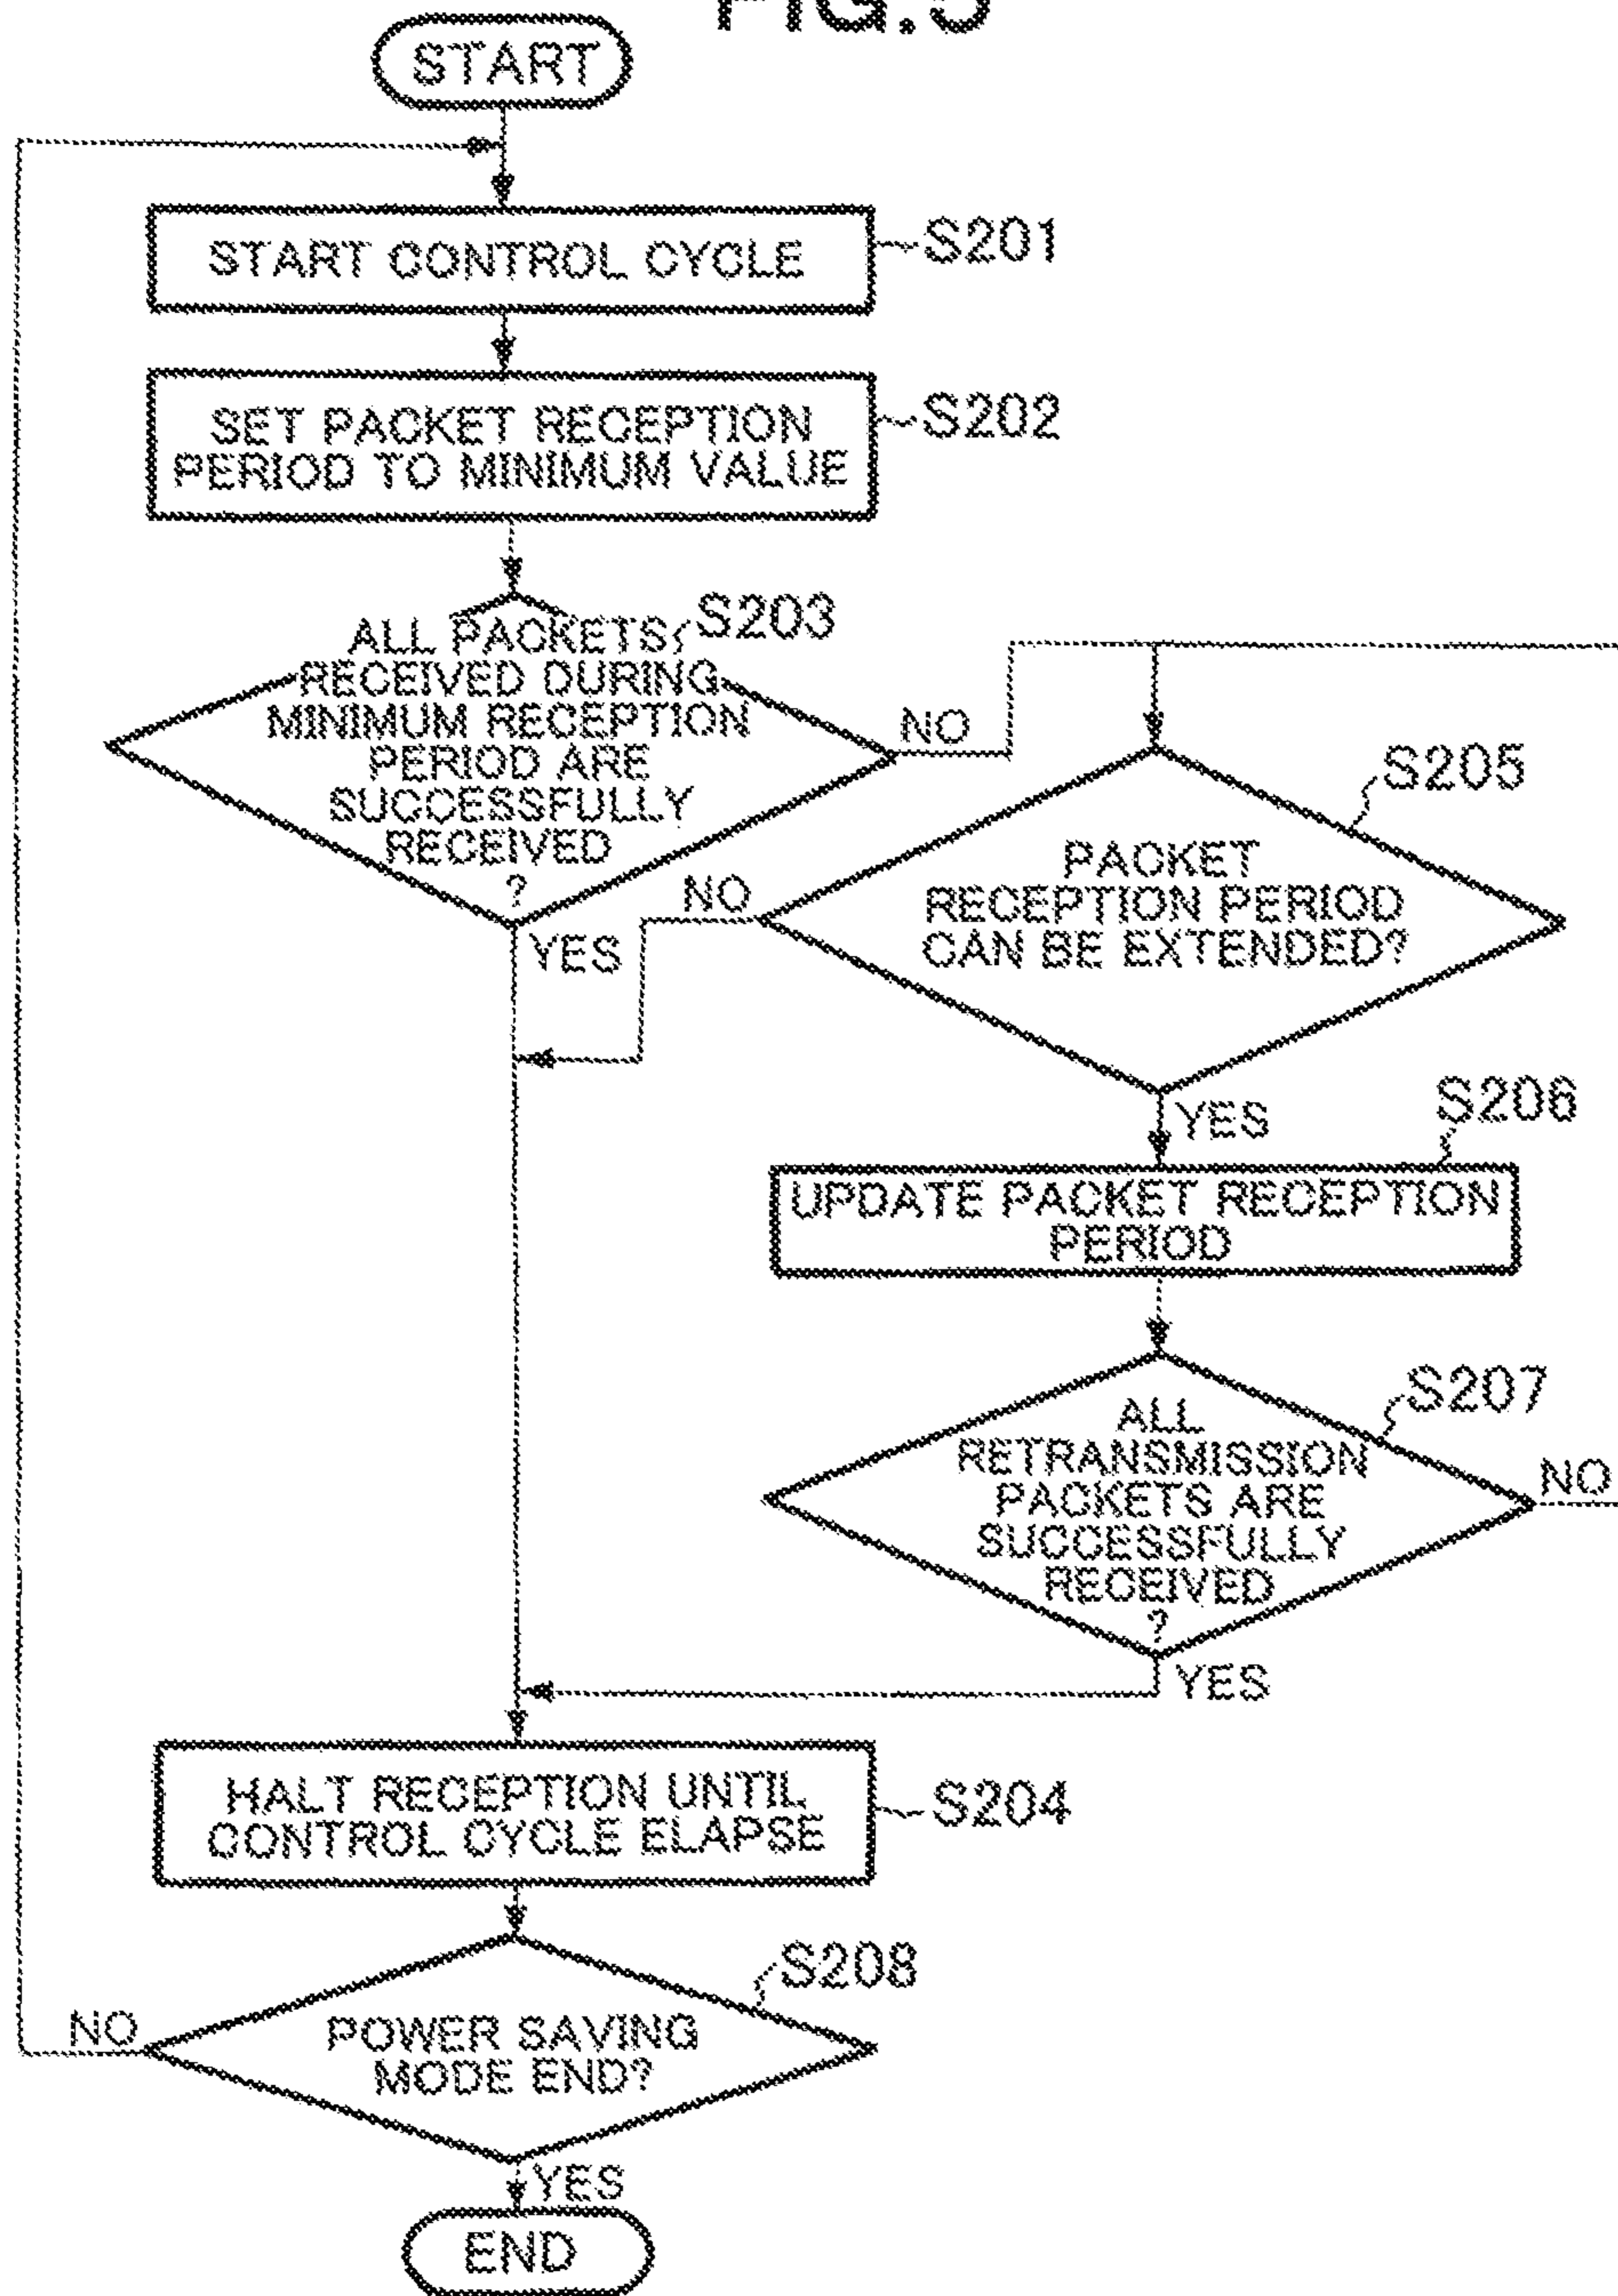 FIG.5
START
START CONTROL CYCLE
S201
SET PACKET RECEPTION
PERIOD TO MINIMUM VALUE
S202
S203
ALL PACKETS
RECEIVED DURING
MINIMUM RECEPTION
PERIOD ARE
SUCCESSFULLY
RECEIVED
?
NO
YES
S205
PACKET
RECEPTION PERIOD
CAN BE EXTENDED?
NO
YES
S206
UPDATE PACKET RECEPTION
PERIOD
S207
ALL
RETRANSMISSION
PACKETS ARE
SUCCESSFULLY
RECEIVED
?
NO
YES
HALT RECEPTION UNTIL
CONTROL CYCLE ELAPSE
S204
S208
POWER SAVING
MODE END?
NO
YES
END